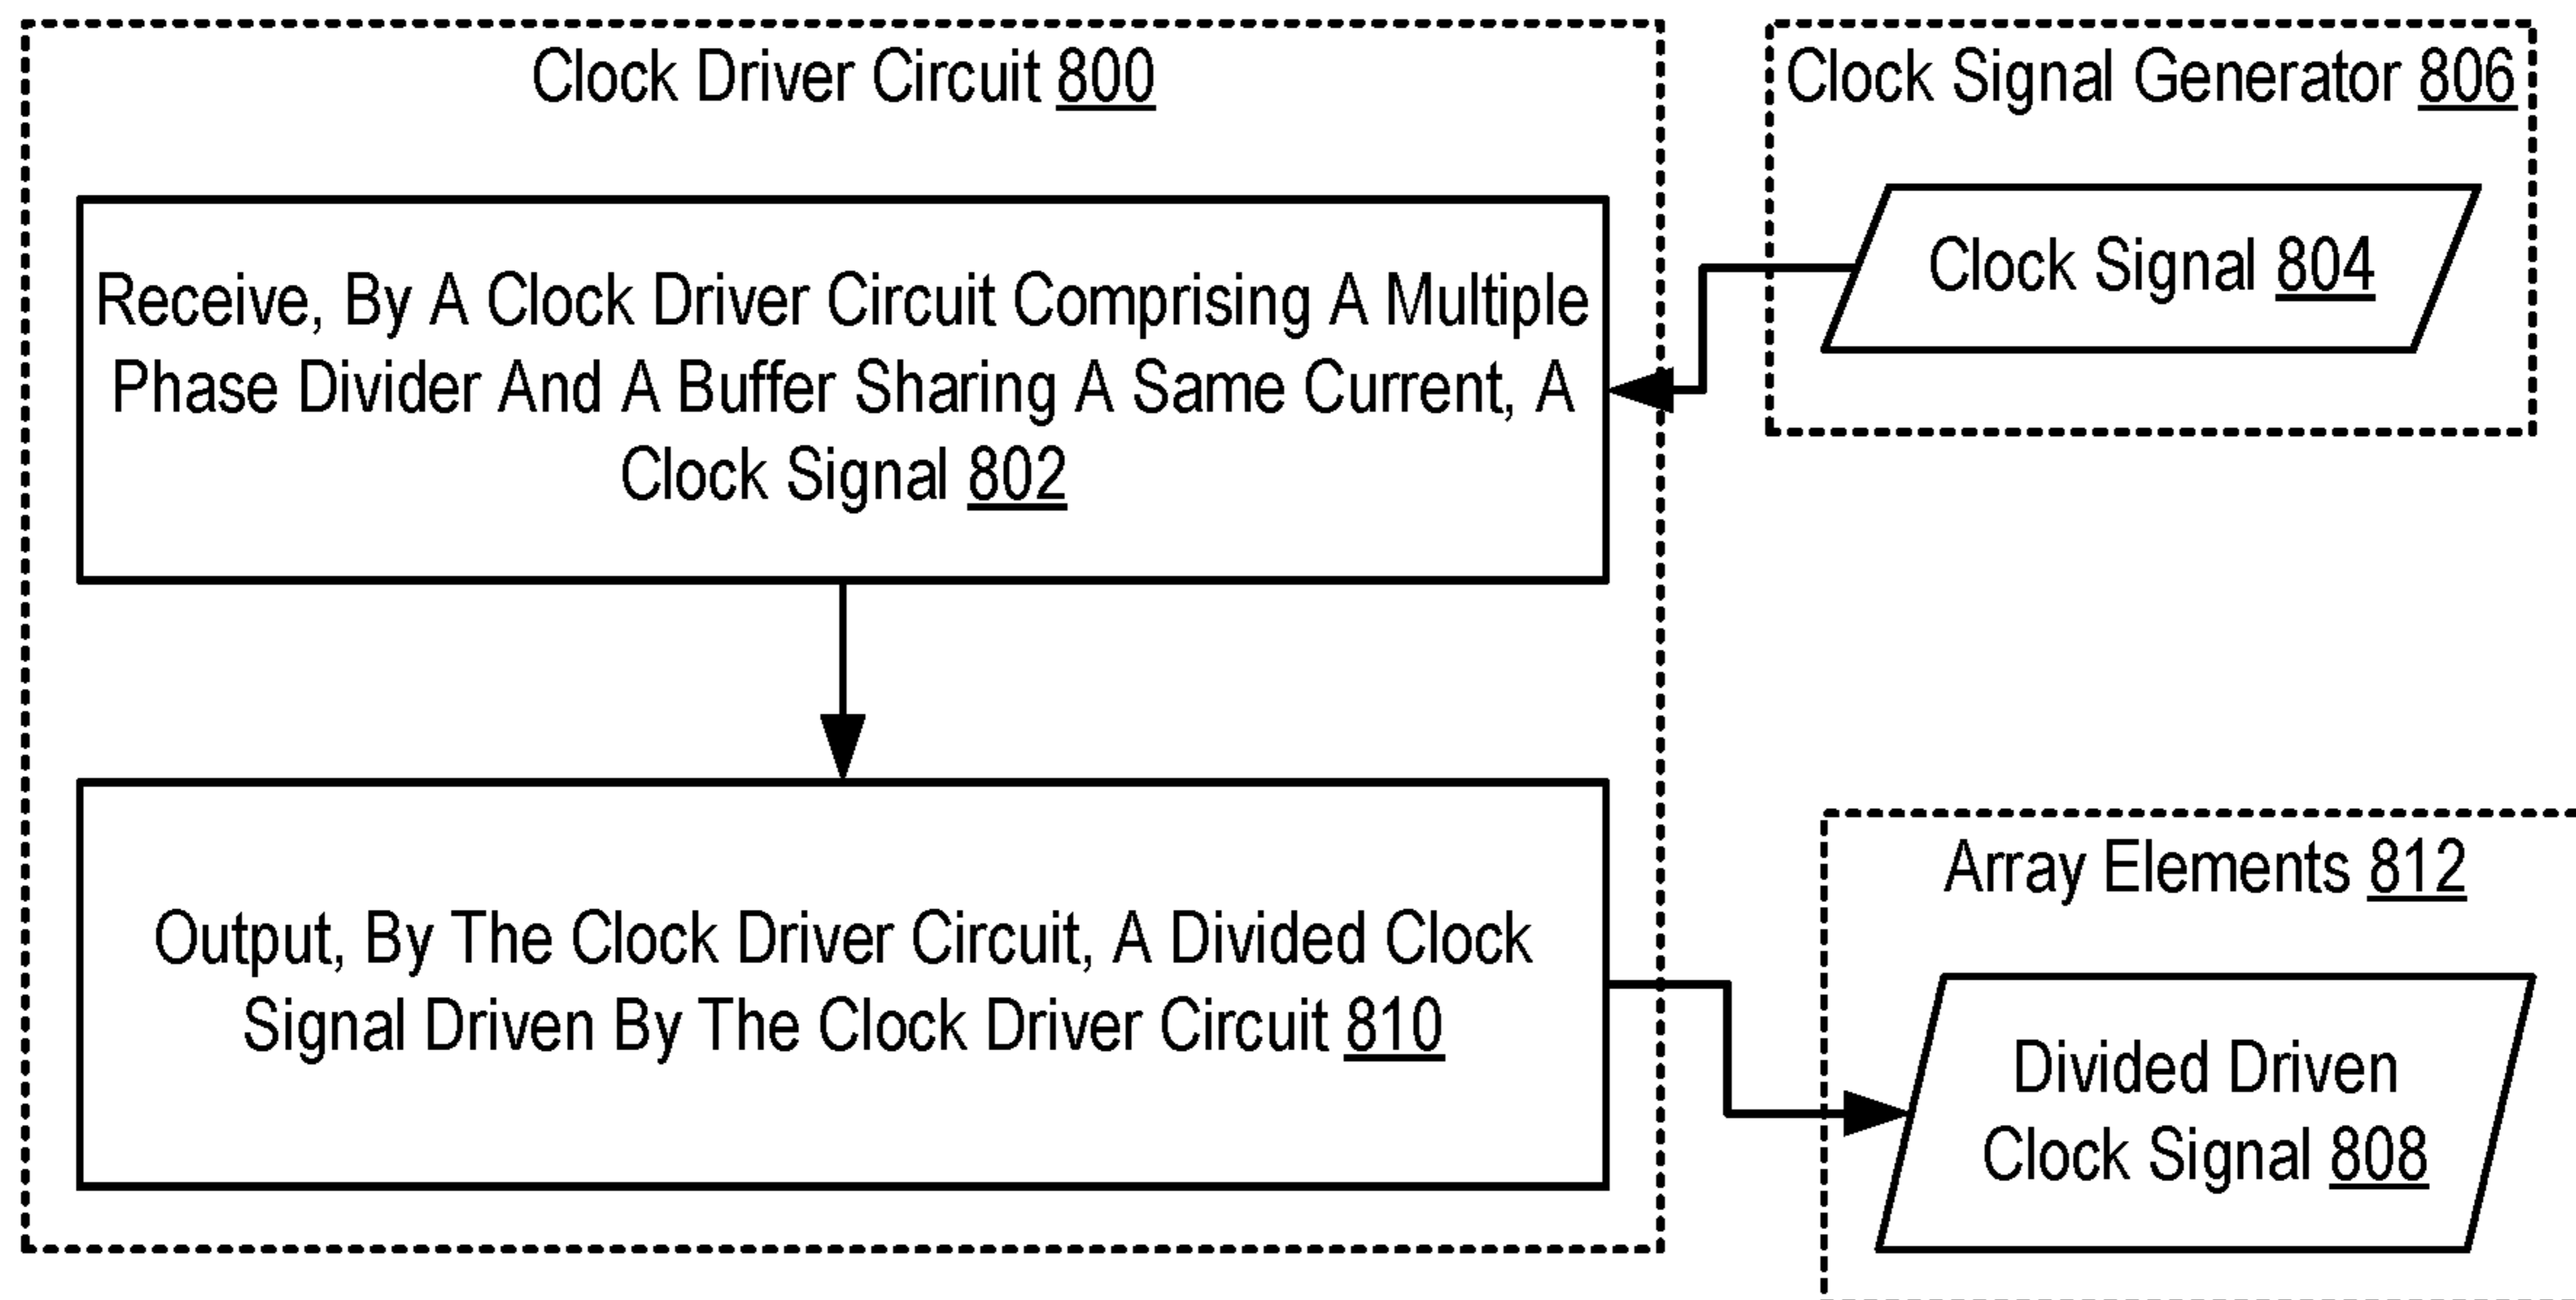 Clock Driver Circuit 800
Receive, By A Clock Driver Circuit Comprising A Multiple
Phase Divider And A Buffer Sharing A Same Current, A
Clock Signal 802
Clock Signal Generator 806
Clock Signal 804
Output, By The Clock Driver Circuit, A Divided Clock
Signal Driven By The Clock Driver Circuit 810
Array Elements 812
Divided Driven
Clock Signal 808